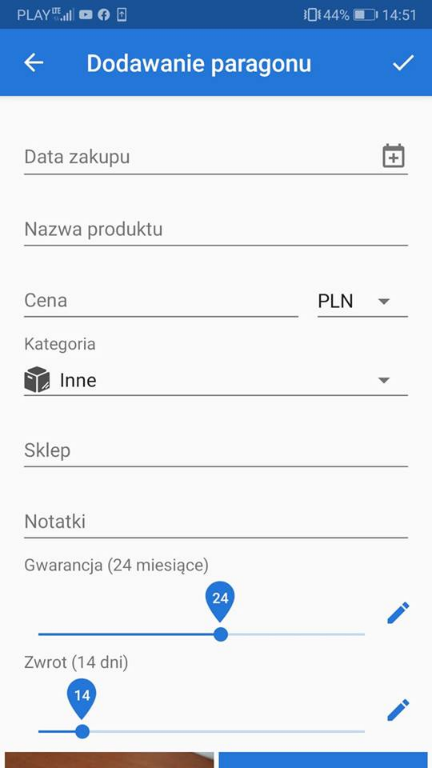 PLAY LTE 44% 14:51
Dodawanie paragonu
Data zakupu
Nazwa produktu
Cena PLN
Kategoria
Inne
Sklep
Notatki
Gwarancja (24 miesiące)
24
Zwrot (14 dni)
14